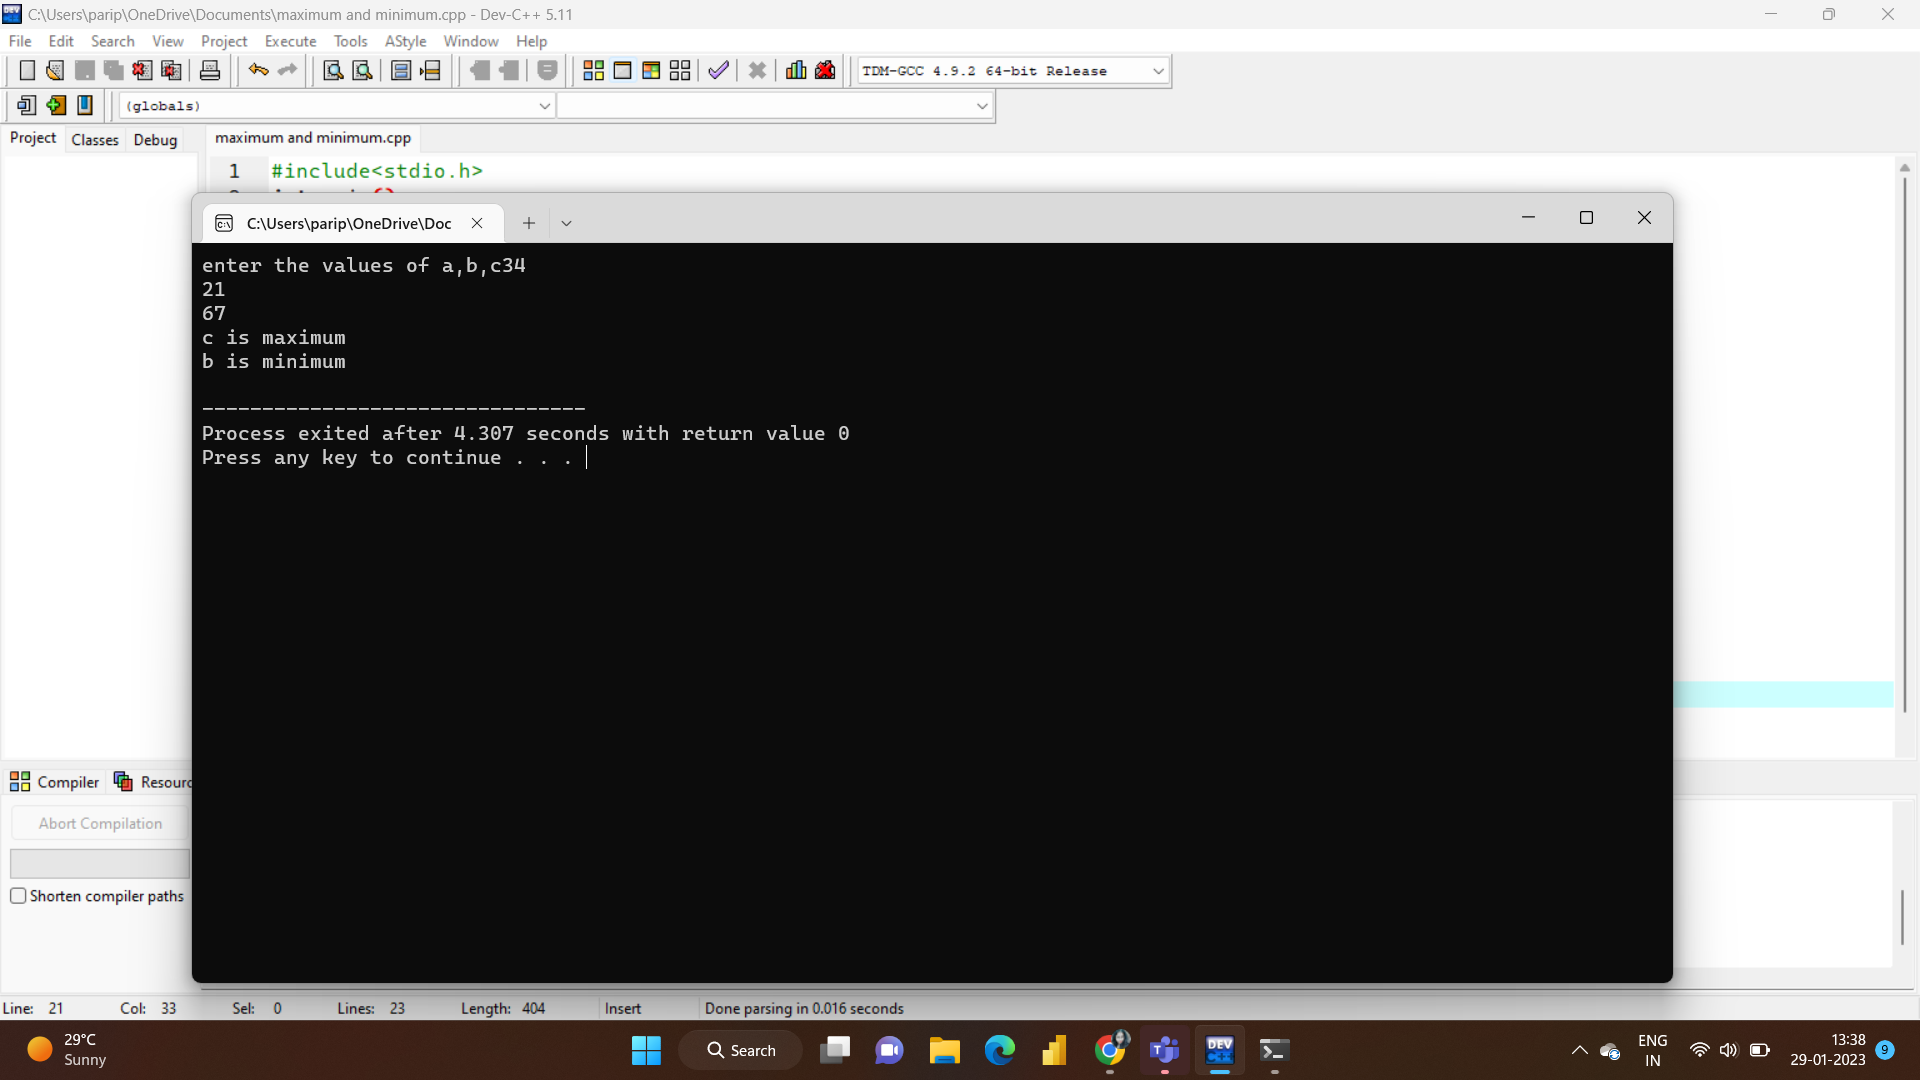 C:\Users\parip\OneDrive\Documents\maximum and minimum.cpp - Dev-C++ 5.11
File Edit Search View Project Execute Tools AStyle Window Help
TDM-GCC 4.9.2 64-bit Release
(globals)
Project Classes Debug maximum and minimum.cpp
1 #include<stdio.h>
C:\Users\parip\OneDrive\Doc
enter the values of a,b,c34
21
67
c is maximum
b is minimum
--------------------------------
Process exited after 4.307 seconds with return value 0
Press any key to continue . . .
Compiler Resourc
Abort Compilation
Shorten compiler paths
Line: 21 Col: 33 Sel: 0 Lines: 23 Length: 404 Insert Done parsing in 0.016 seconds
29°C
Sunny
Search
DEV
C++
ENG
IN
13:38
29-01-2023
9